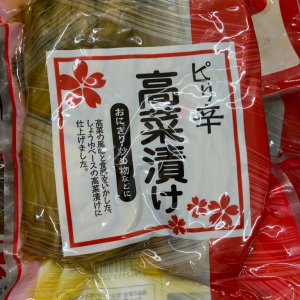 ピリ辛
高菜漬け
おにぎり、炒め物などに
高菜の風味と食感をいかした、
しょうゆベースの高菜漬けに
仕上げました。